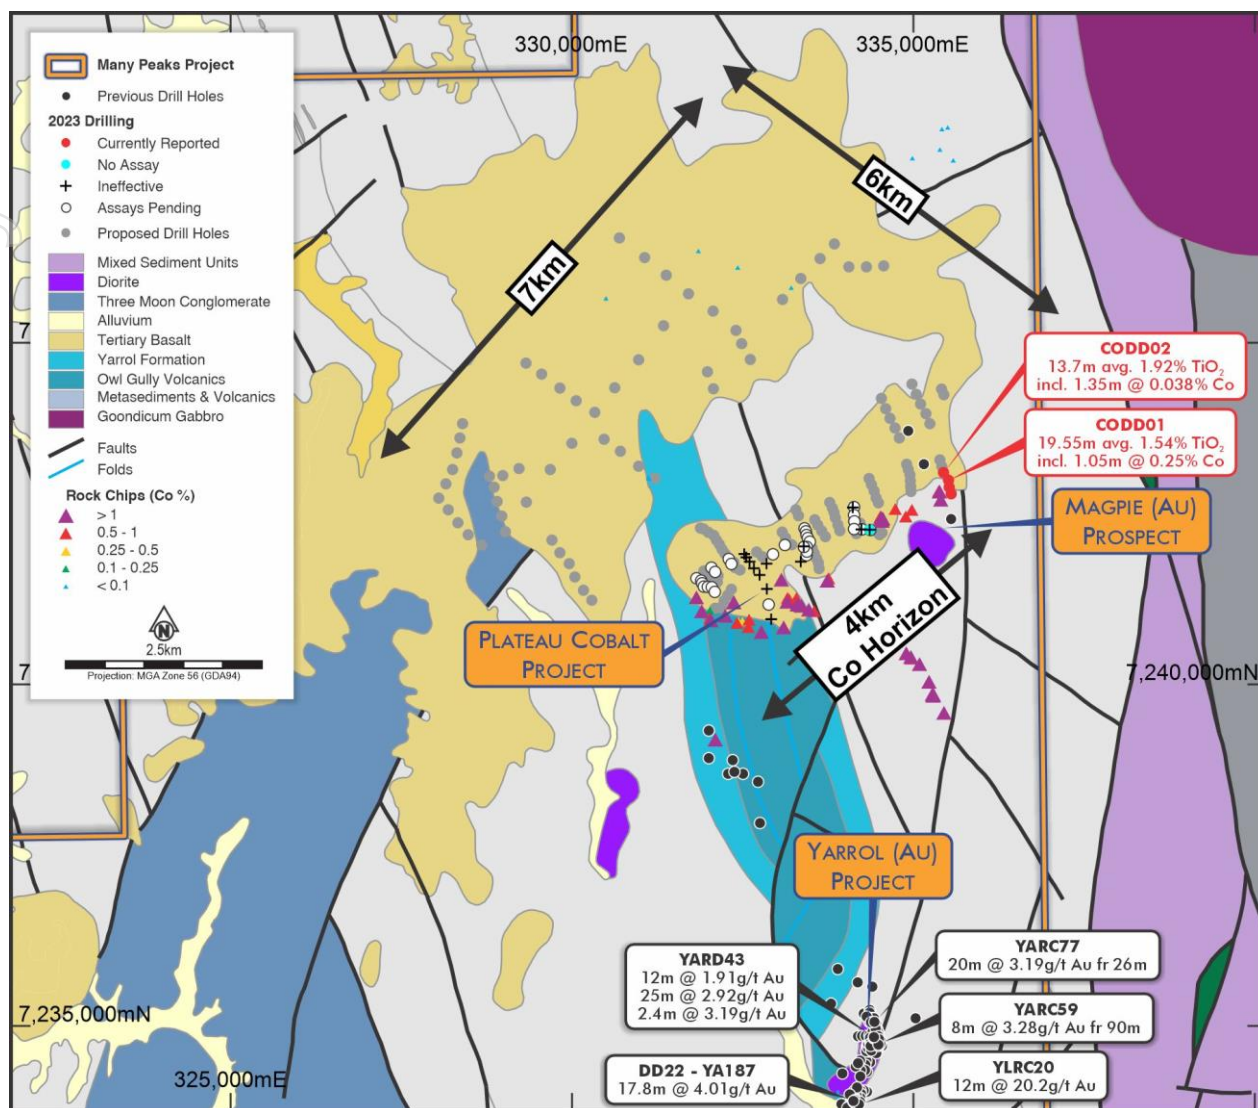 330,000mE
335,000mE
Many Peaks Project
Previous Drill Holes
2023 Drilling
Currently Reported
No Assay
Ineffective
Assays Pending
Proposed Drill Holes
Mixed Sediment Units
Diorite
Three Moon Conglomerate
Alluvium
Tertiary Basalt
Yarrol Formation
Owl Gully Volcanics
Metasediments & Volcanics
Goondicum Gabbro
Faults
Folds
Rock Chips (Co %)
> 1
0.5 - 1
0.25 - 0.5
0.1 - 0.25
< 0.1
N
2.5km
Projection: MGA Zone 56 (GDA94)
7km
6km
7
CODD02
13.7m avg. 1.92% TiO₂
incl. 1.35m @ 0.038% Co
CODD01
19.55m avg. 1.54% TiO₂
incl. 1.05m @ 0.25% Co
MAGPIE (AU)
PROSPECT
4km
Co Horizon
PLATEAU COBALT
PROJECT
7
7,240,000mN
YARROL (AU)
PROJECT
YARD43
12m @ 1.91g/t Au
25m @ 2.92g/t Au
2.4m @ 3.19g/t Au
YARC77
20m @ 3.19g/t Au fr 26m
YARC59
8m @ 3.28g/t Au fr 90m
7,235,000mN
DD22 - YA187
17.8m @ 4.01g/t Au
YLRC20
12m @ 20.2g/t Au
325,000mE